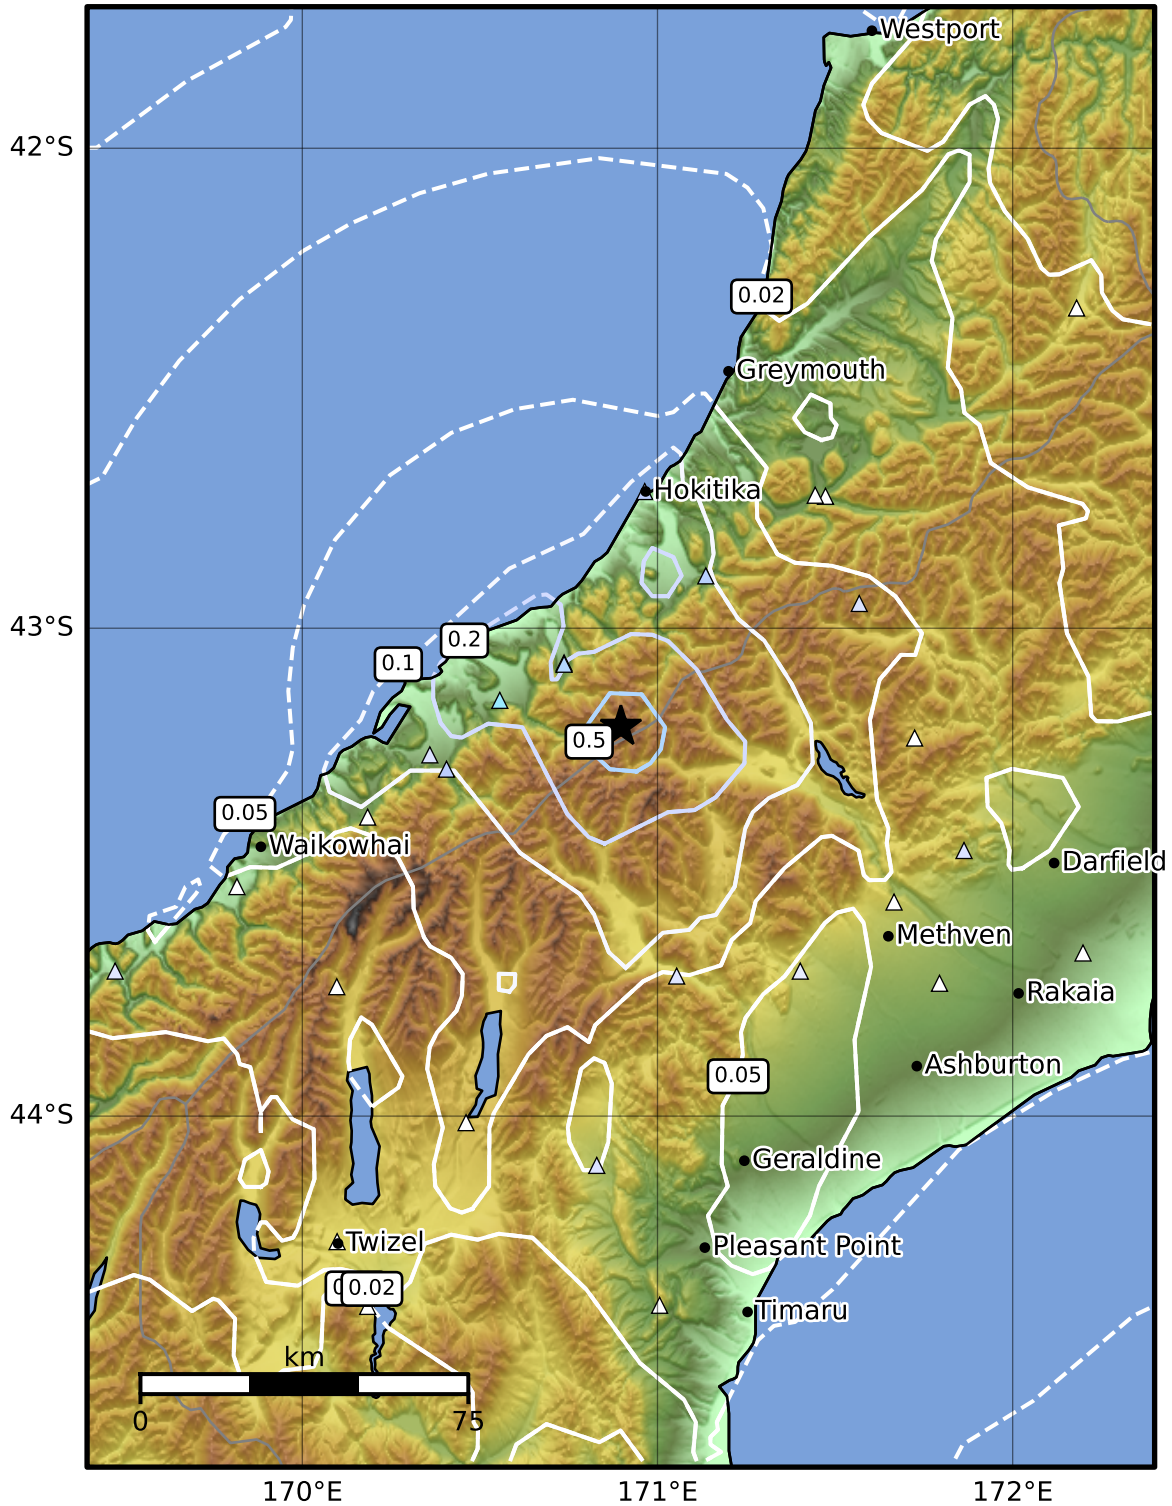 Westport
42°S
0.02
Greymouth
Hokitika
43°S
0.2
0.1
0.5
0.05
Waikowhai
Darfield
Methven
Rakaia
Ashburton
0.05
44°S
Geraldine
Twizel
Pleasant Point
0.02
Timaru
km
0
75
170°E
171°E
172°E